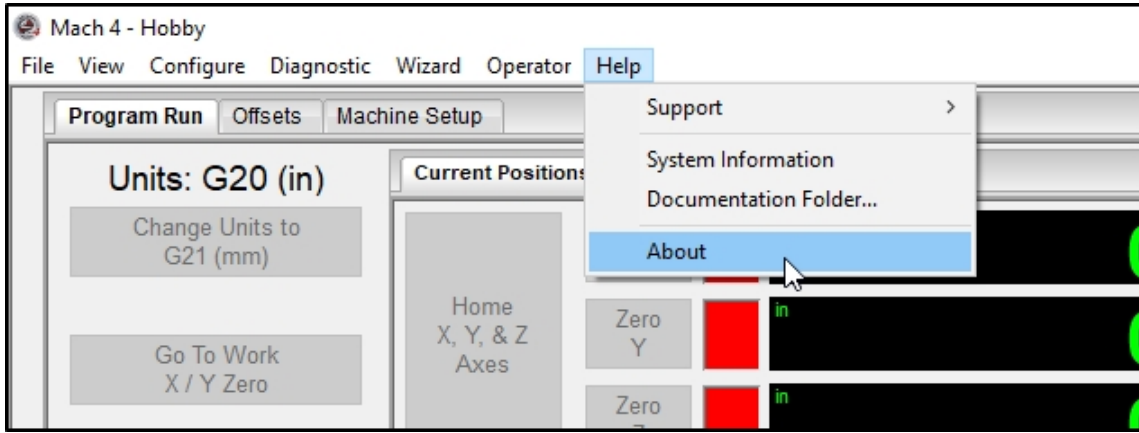 Mach 4 - Hobby
File View Configure Diagnostic Wizard Operator Help
Support
System Information
Documentation Folder...
About
Program Run Offsets Machine Setup
Units: G20 (in)
Change Units to
G21 (mm)
Go To Work
X / Y Zero
Current Positions
Home
X, Y, & Z
Axes
Zero
Y
in
Zero
in